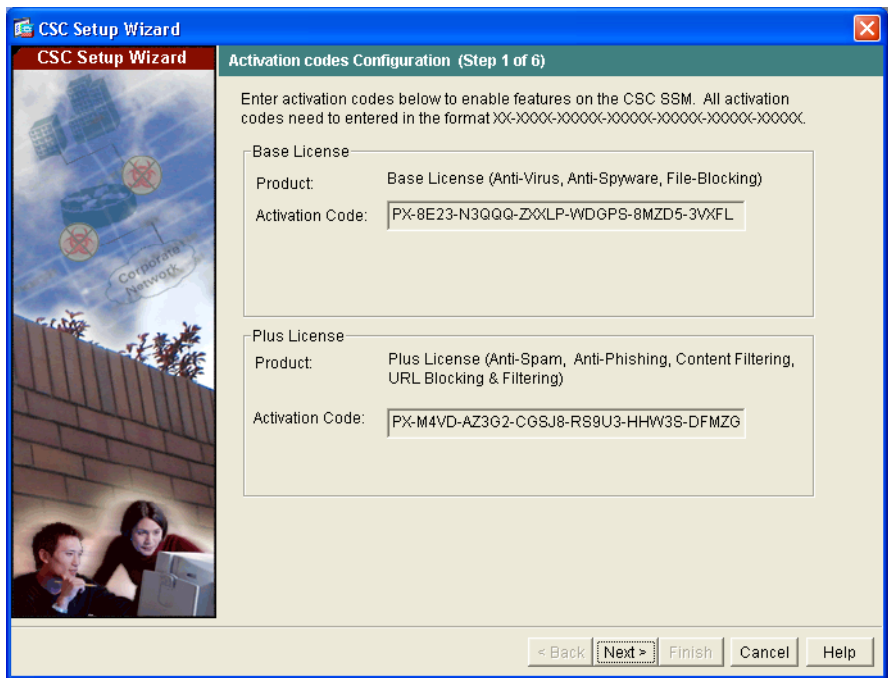 CSC Setup Wizard
CSC Setup Wizard
Activation codes Configuration (Step 1 of 6)
Enter activation codes below to enable features on the CSC SSM. All activation
codes need to entered in the format XX-XXXX-XXXXX-XXXXX-XXXXX-XXXXX-XXXXX.
Base License
Product: Base License (Anti-Virus, Anti-Spyware, File-Blocking)
Activation Code: PX-8E23-N3QQQ-ZXXLP-WDGPS-8MZD5-3VXFL
Plus License
Product: Plus License (Anti-Spam, Anti-Phishing, Content Filtering,
URL Blocking & Filtering)
Activation Code: PX-M4VD-AZ3G2-CGSJ8-RS9U3-HHW3S-DFMZG
Corporate
Network
< Back Next > Finish Cancel Help